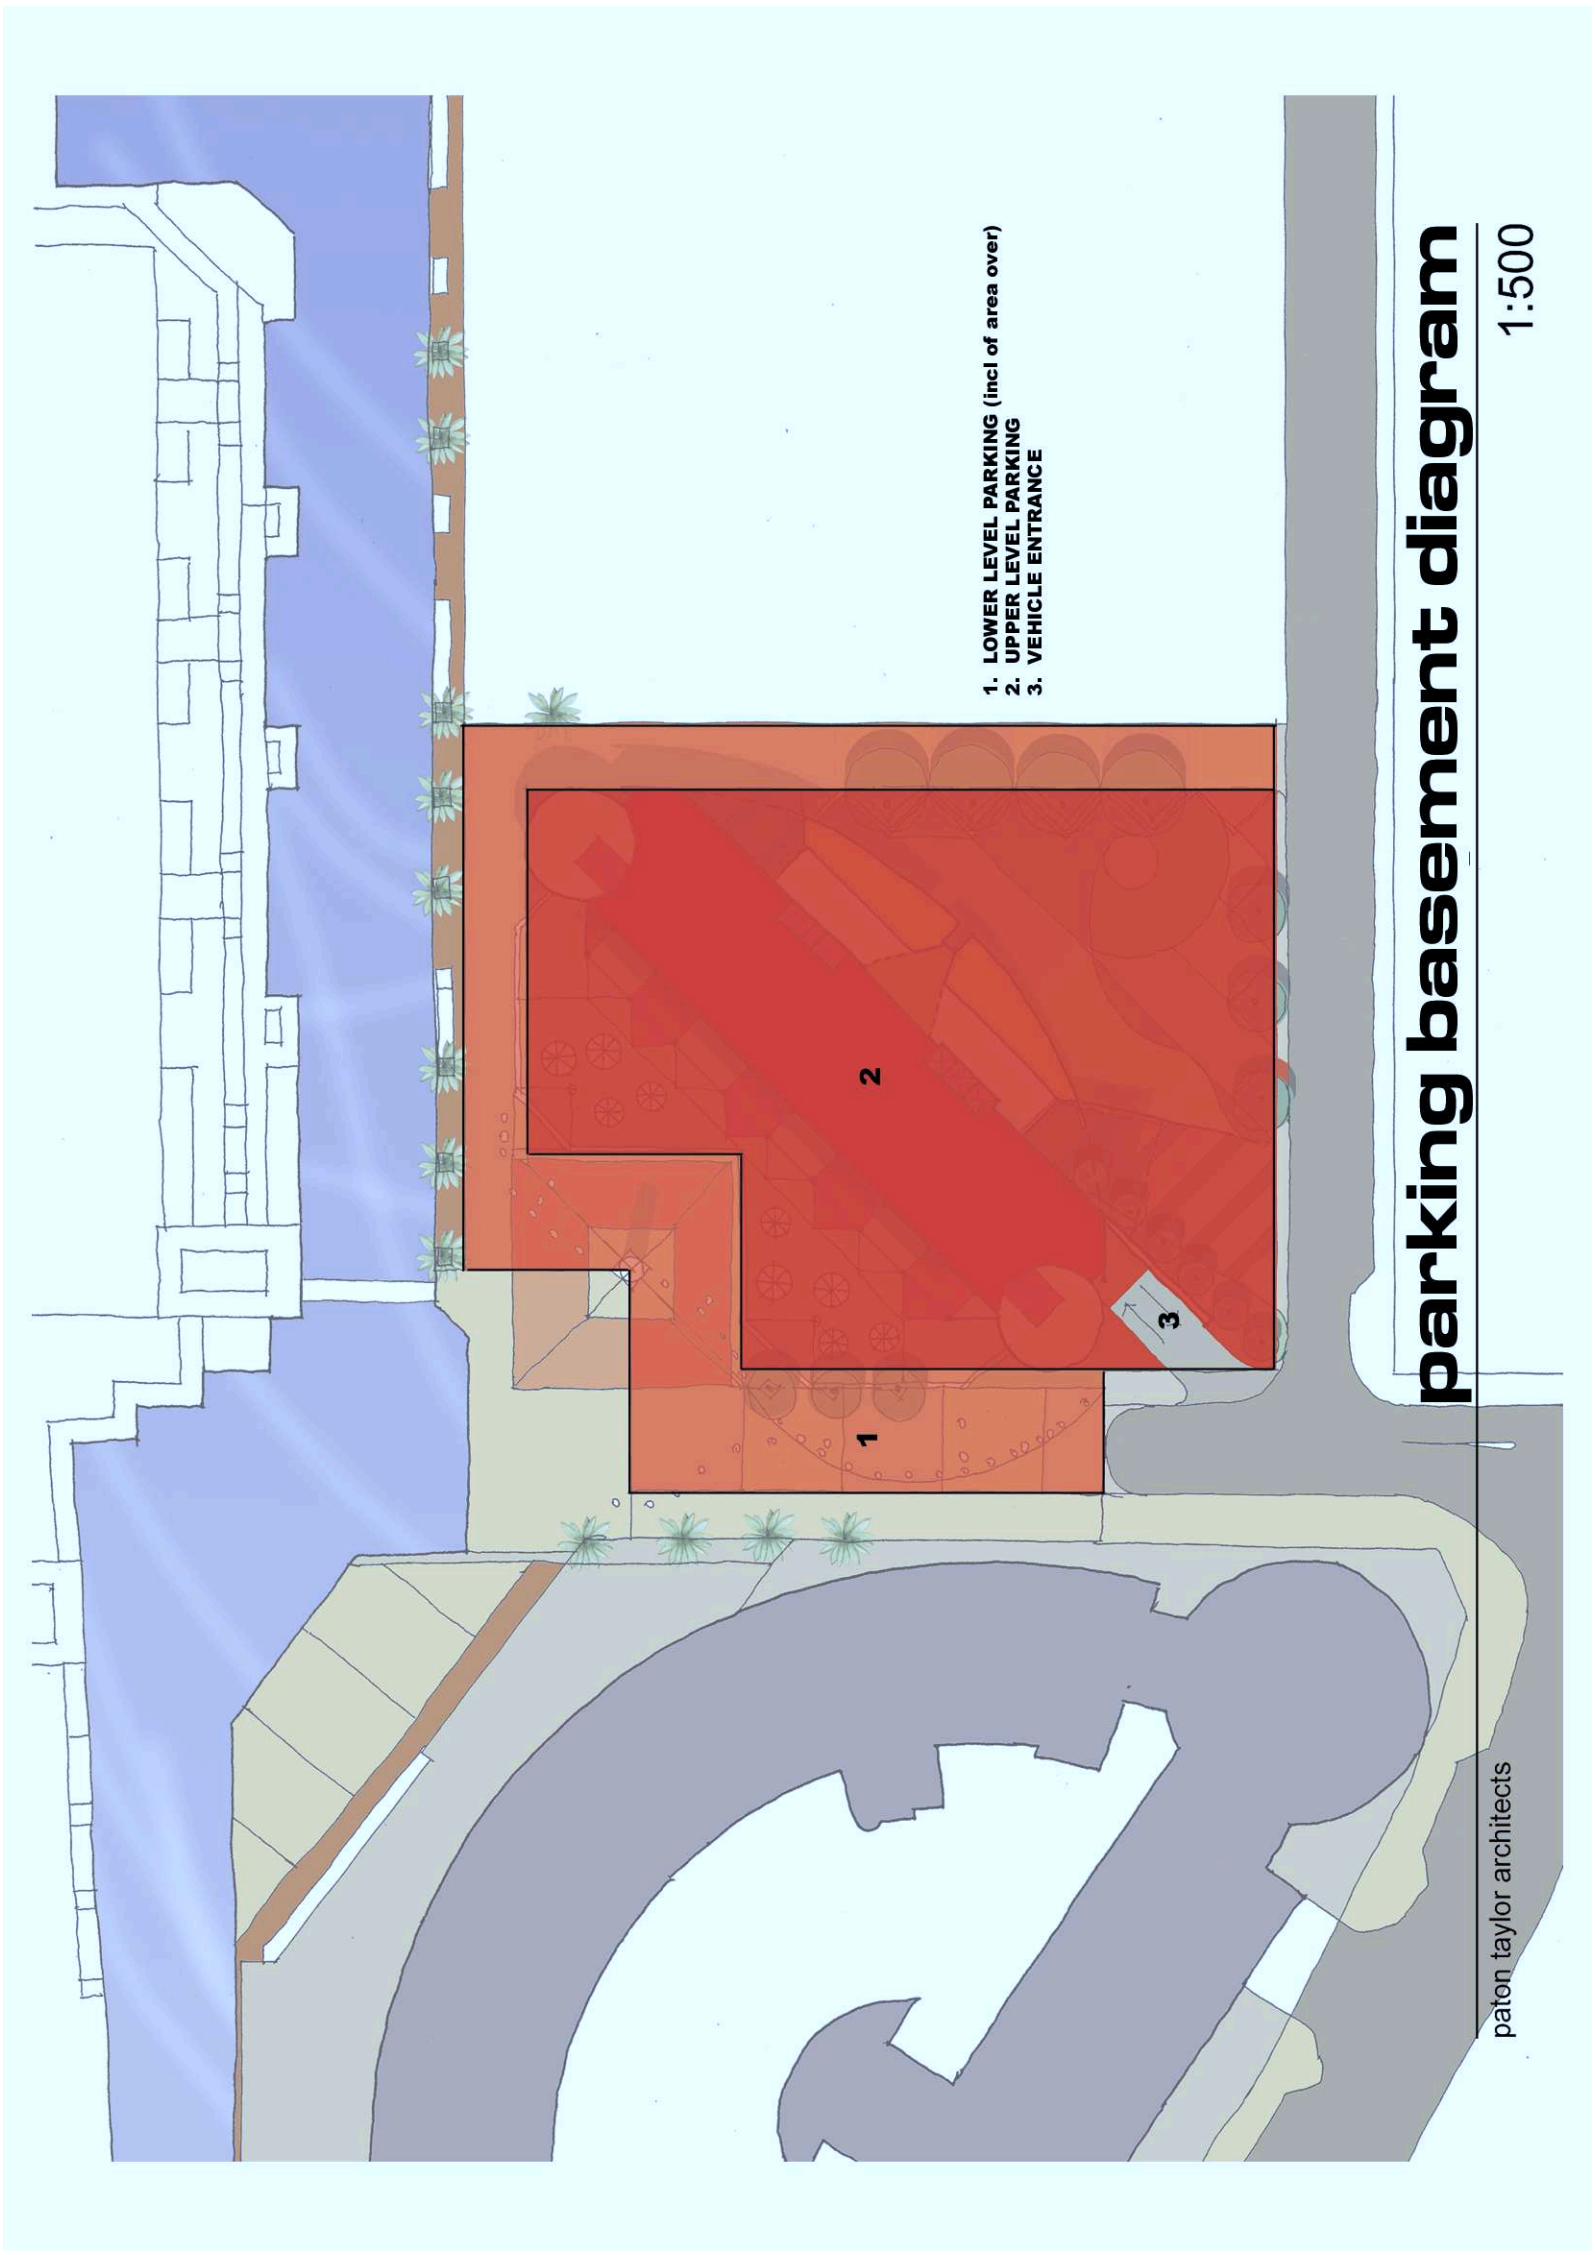 1. LOWER LEVEL PARKING (incl of area over)
2. UPPER LEVEL PARKING
3. VEHICLE ENTRANCE
2
1
3
parking basement diagram
paton taylor architects
1:500